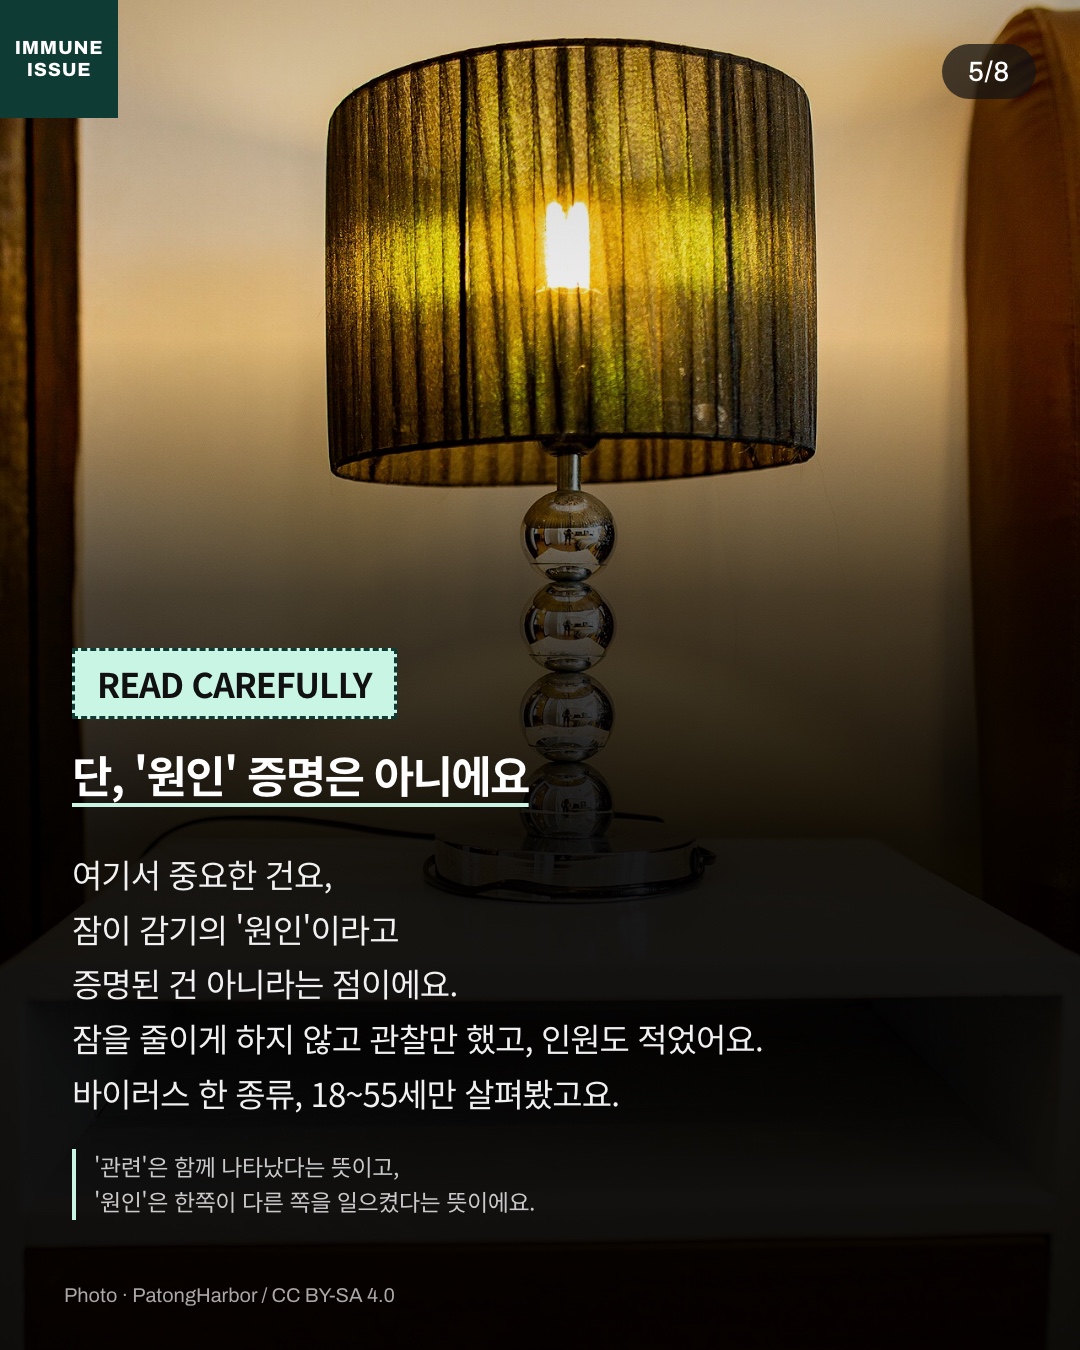 IMMUNE
ISSUE
5/8
READ CAREFULLY
단, '원인' 증명은 아니에요
여기서 중요한 건요,
잠이 감기의 '원인'이라고
증명된 건 아니라는 점이에요.
잠을 줄이게 하지 않고 관찰만 했고, 인원도 적었어요.
바이러스 한 종류, 18~55세만 살펴봤고요.
'관련'은 함께 나타났다는 뜻이고,
'원인'은 한쪽이 다른 쪽을 일으켰다는 뜻이에요.
Photo · PatongHarbor / CC BY-SA 4.0